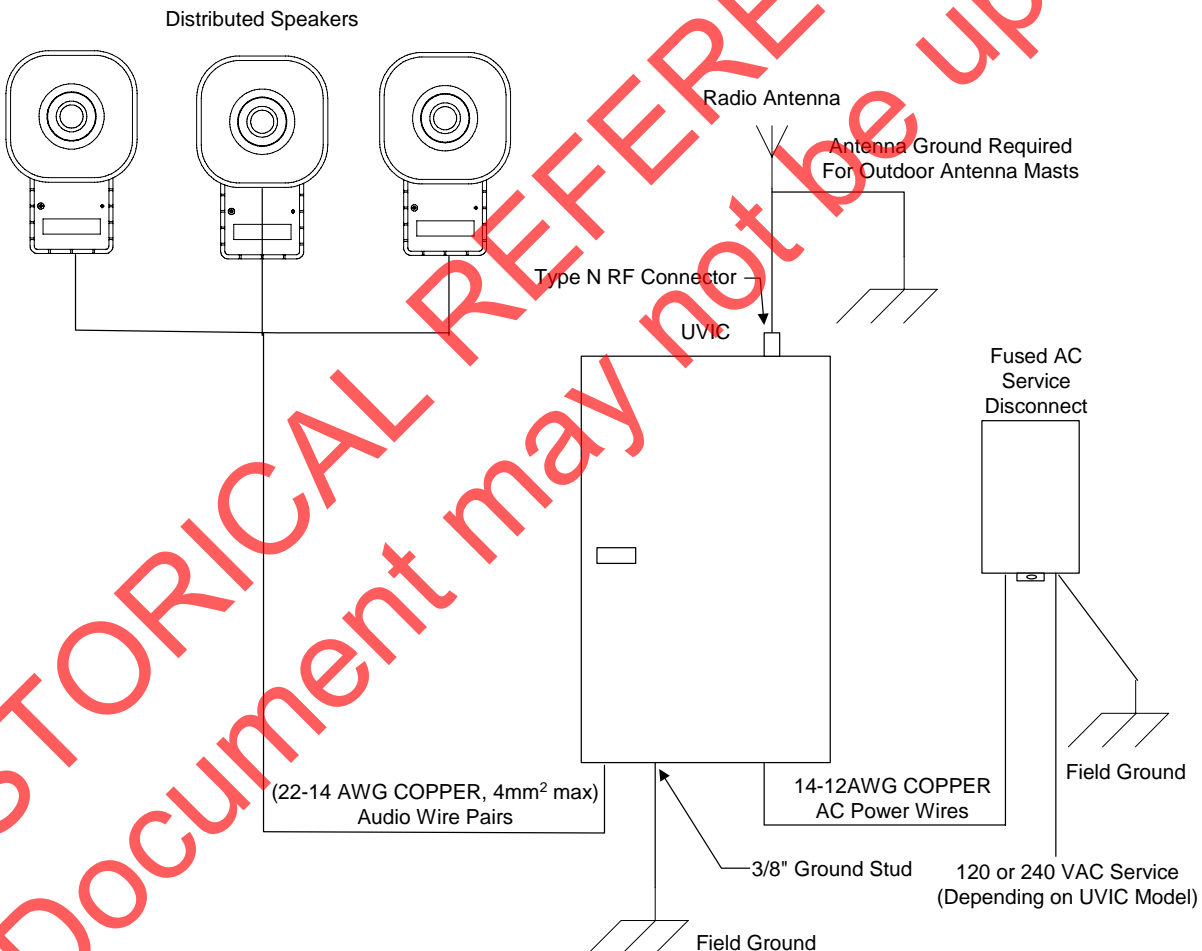 Distributed Speakers
Radio Antenna
Antenna Ground Required
For Outdoor Antenna Masts
Type N RF Connector
UVIC
Fused AC
Service
Disconnect
(22-14 AWG COPPER, 4mm² max)
Audio Wire Pairs
14-12AWG COPPER
AC Power Wires
Field Ground
3/8" Ground Stud
120 or 240 VAC Service
(Depending on UVIC Model)
Field Ground
STORICAL REFERE
Document may not be up